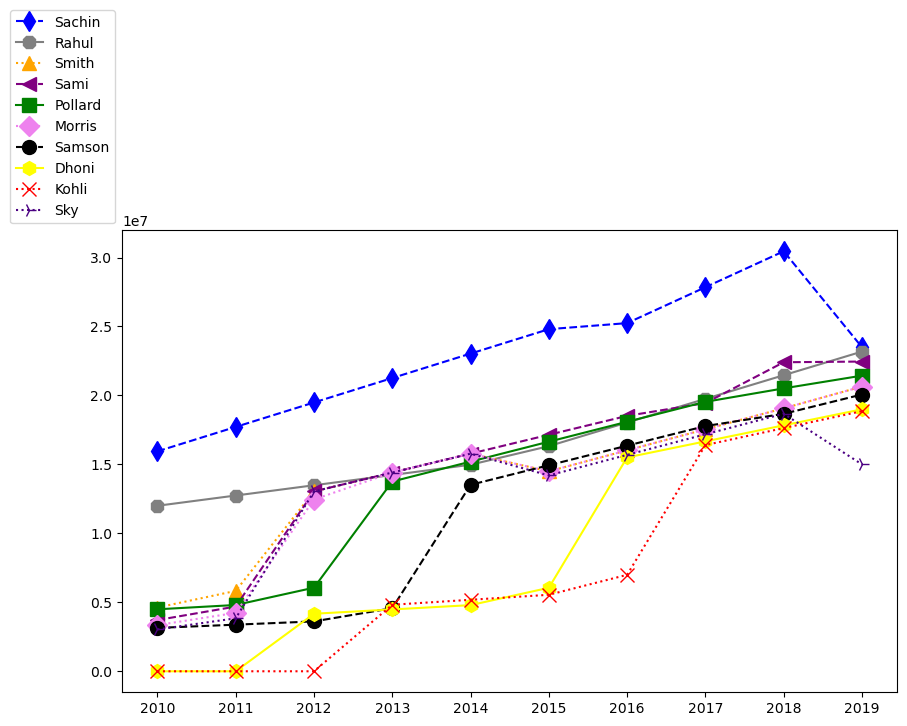 Sachin
Rahul
Smith
Sami
Pollard
Morris
Samson
Dhoni
Kohli
Sky
1e7
3.0
2.5
2.0
1.5
1.0
0.5
0.0
2010 2011 2012 2013 2014 2015 2016 2017 2018 2019